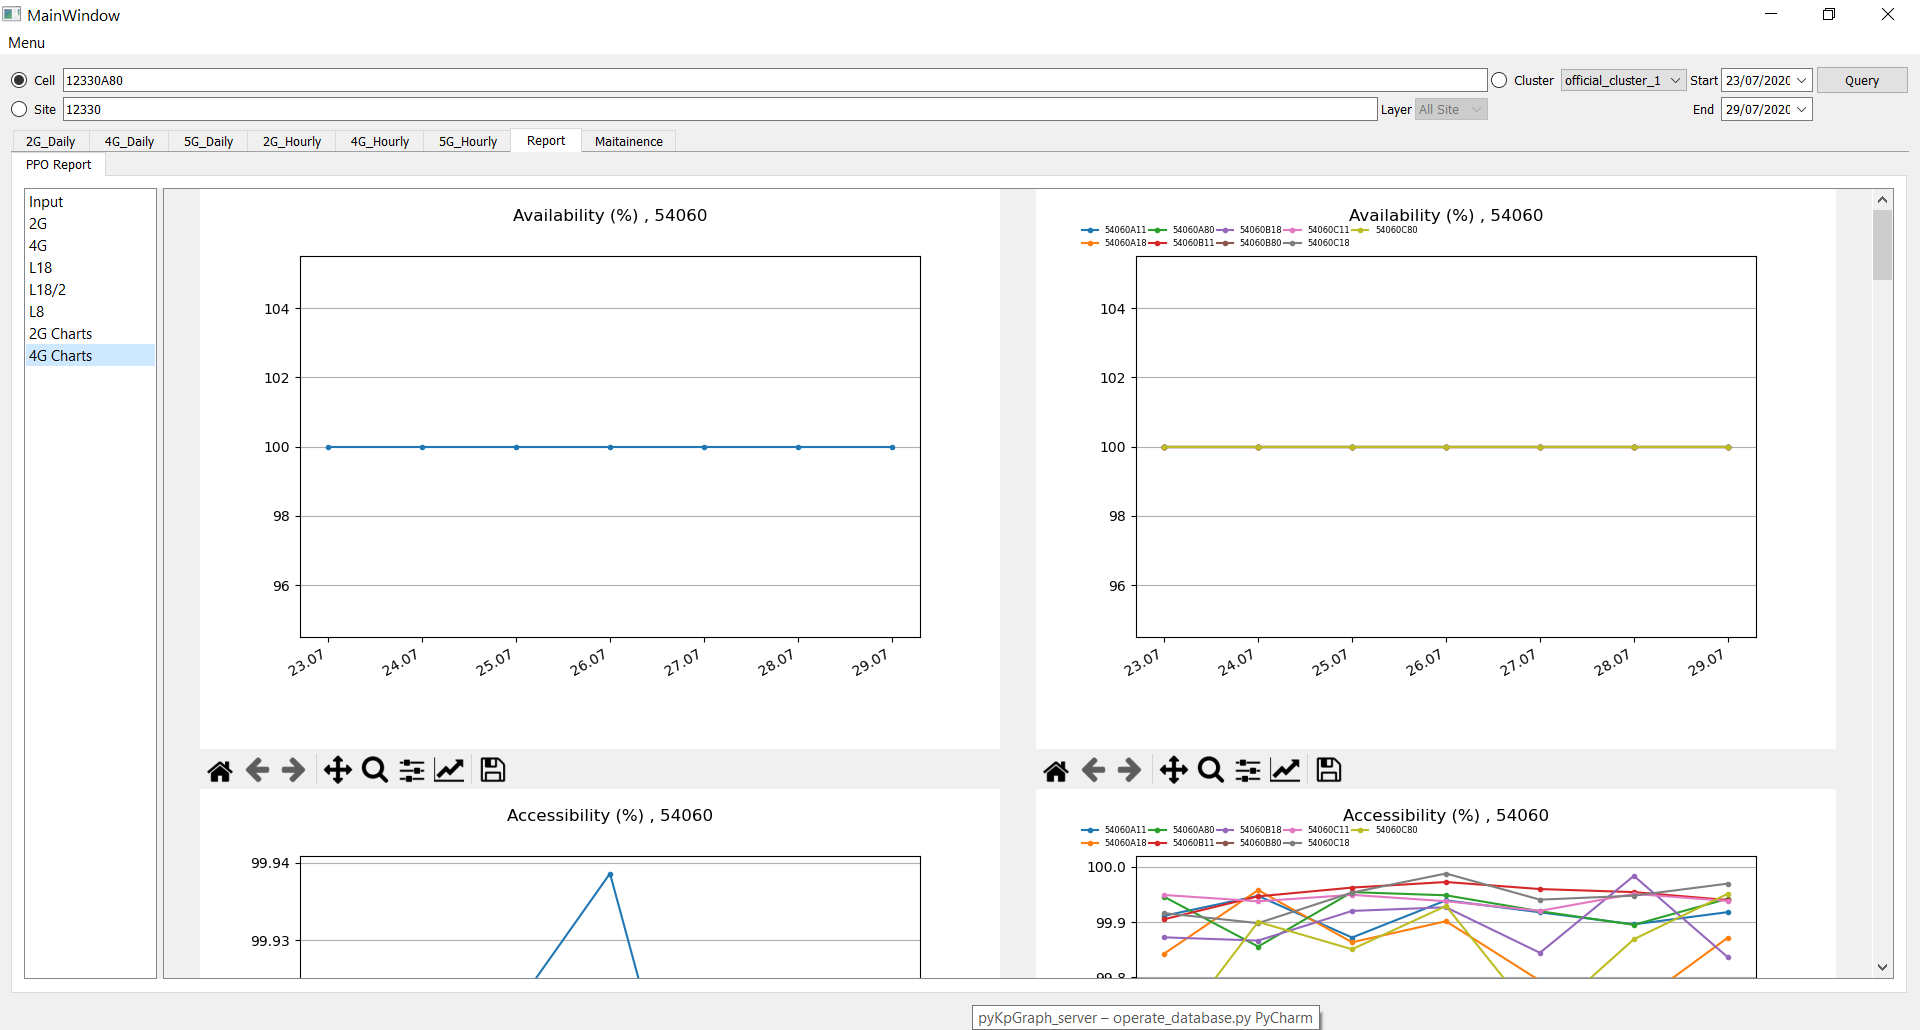 MainWindow
Menu
Cell 12330A80 Cluster official_cluster_1 Start 23/07/2020 Query
Site 12330 Layer All Site End 29/07/2020
2G_Daily 4G_Daily 5G_Daily 2G_Hourly 4G_Hourly 5G_Hourly Report Maitainence
PPO Report
Input
2G
4G
L18
L18/2
L8
2G Charts
4G Charts
Availability (%) , 54060
104
102
100
98
96
23.07 24.07 25.07 26.07 27.07 28.07 29.07
Availability (%) , 54060
54060A11 54060A80 54060B18 54060C11 54060C80
54060A18 54060B11 54060B80 54060C18
104
102
100
98
96
23.07 24.07 25.07 26.07 27.07 28.07 29.07
Accessibility (%) , 54060
99.94
99.93
Accessibility (%) , 54060
54060A11 54060A80 54060B18 54060C11 54060C80
54060A18 54060B11 54060B80 54060C18
100.0
99.9
99.8
pyKpGraph_server – operate_database.py PyCharm